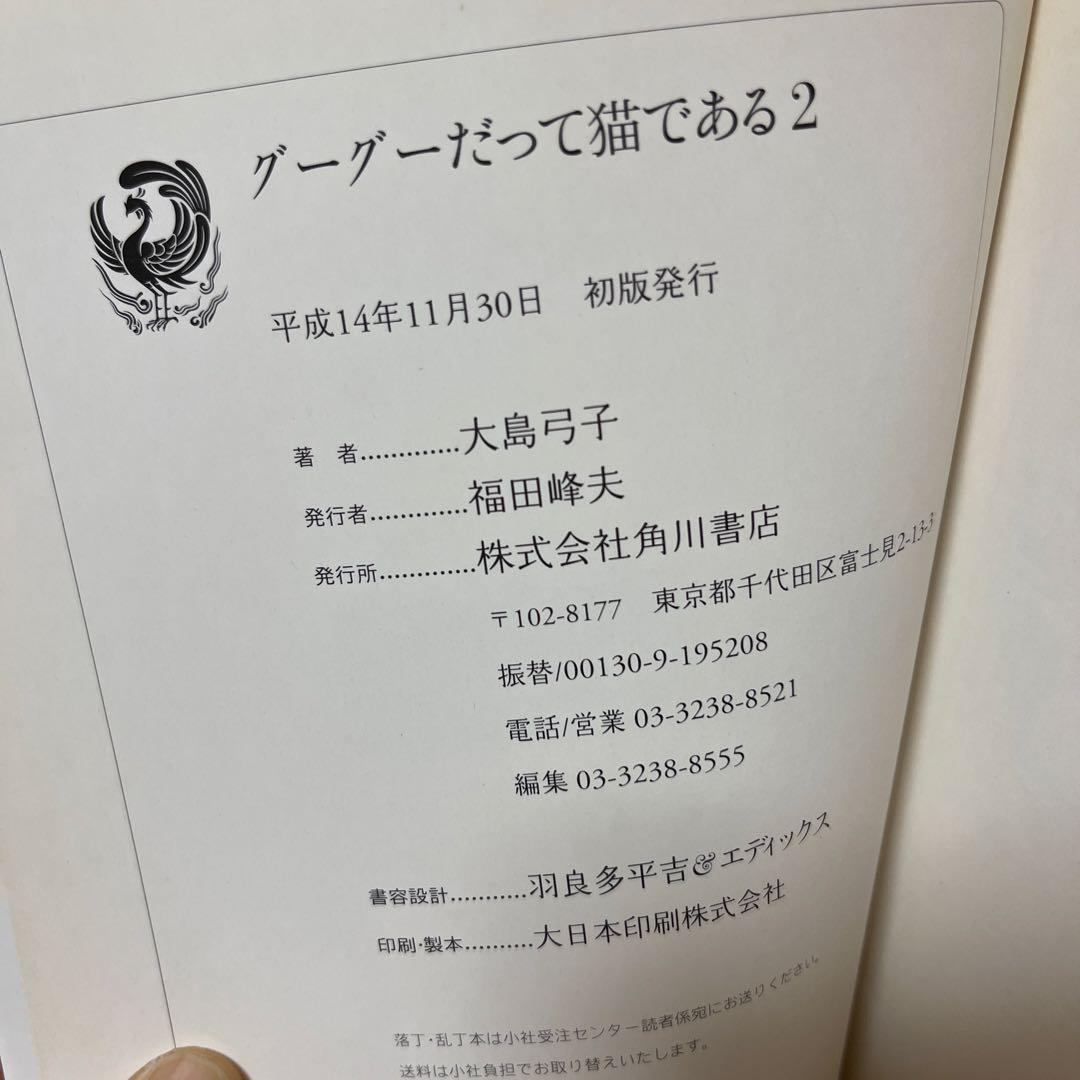 グーグーだって猫である2
平成14年11月30日　初版発行
著　者.............大島弓子
発行者.............福田峰夫
発行所.............株式会社角川書店
〒102-8177　東京都千代田区富士見2-13-3
振替/00130-9-195208
電話/営業 03-3238-8521
編集 03-3238-8555
書容設計...........羽良多平吉&エディックス
印刷・製本..........大日本印刷株式会社
落丁・乱丁本は小社受注センター読者係宛にお送りください。
送料は小社負担でお取り替えいたします。